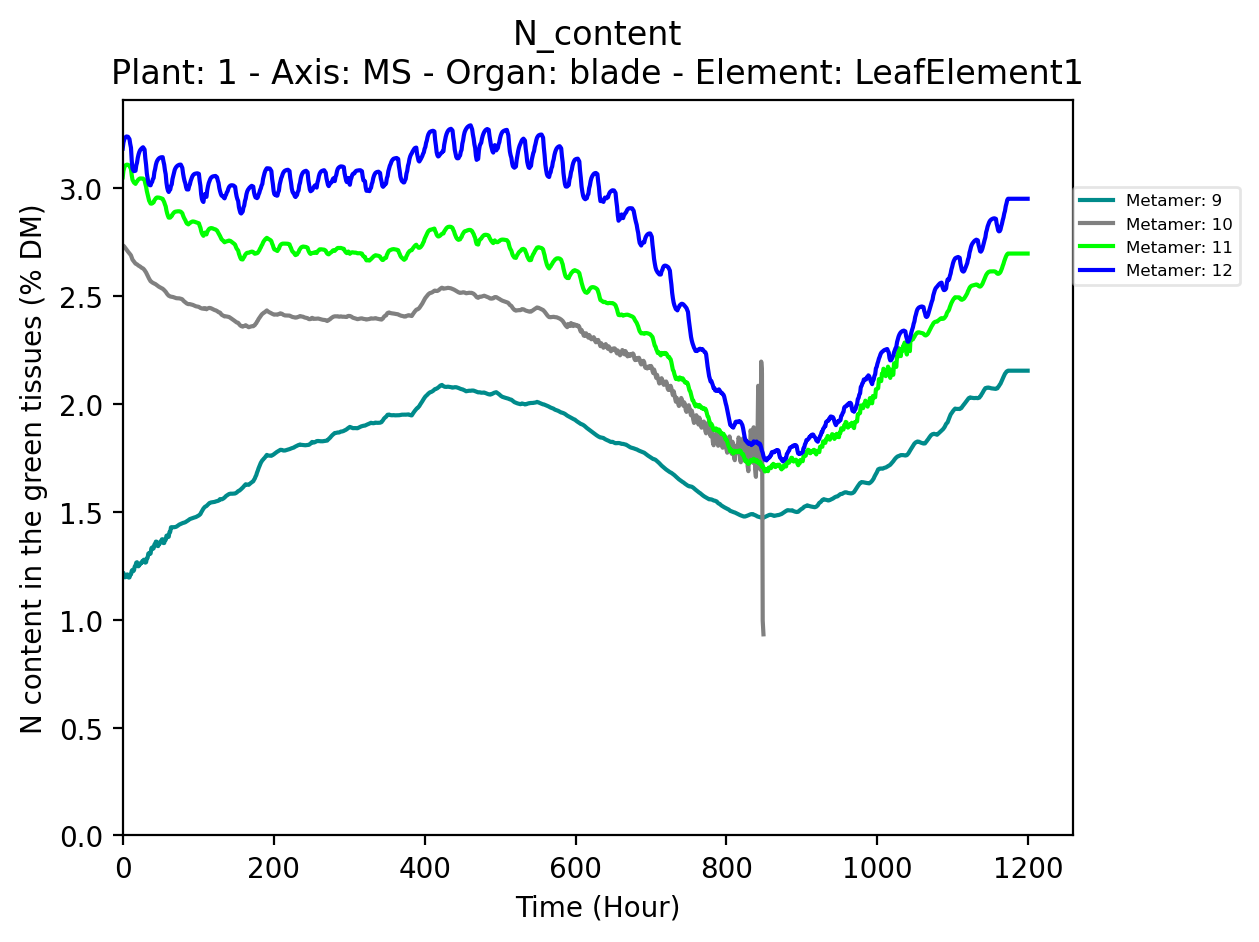 N_content
Plant: 1 - Axis: MS - Organ: blade - Element: LeafElement1
N content in the green tissues (% DM)
3.0
2.5
2.0
1.5
1.0
0.5
0.0
0 200 400 600 800 1000 1200
Time (Hour)
Metamer: 9
Metamer: 10
Metamer: 11
Metamer: 12